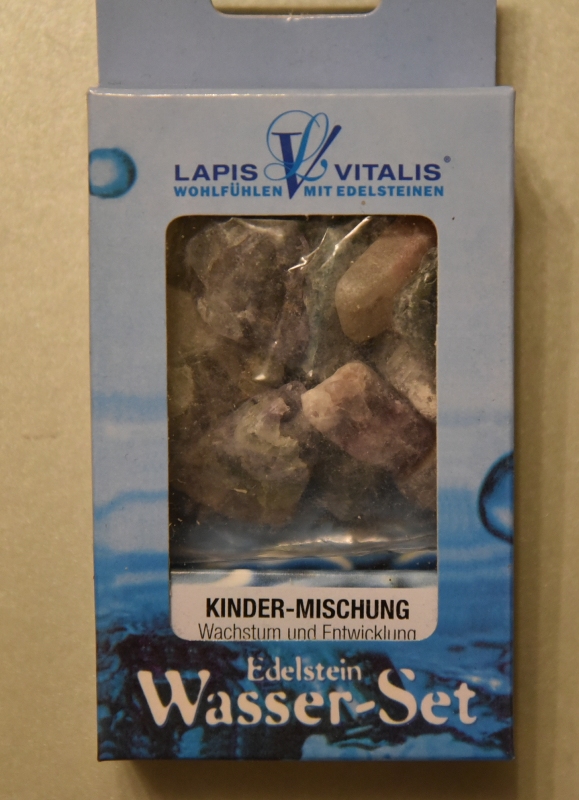 LAPIS VITALIS®
WOHLFÜHLEN MIT EDELSTEINEN
KINDER-MISCHUNG
Wachstum und Entwicklung
Edelstein
Wasser-Set